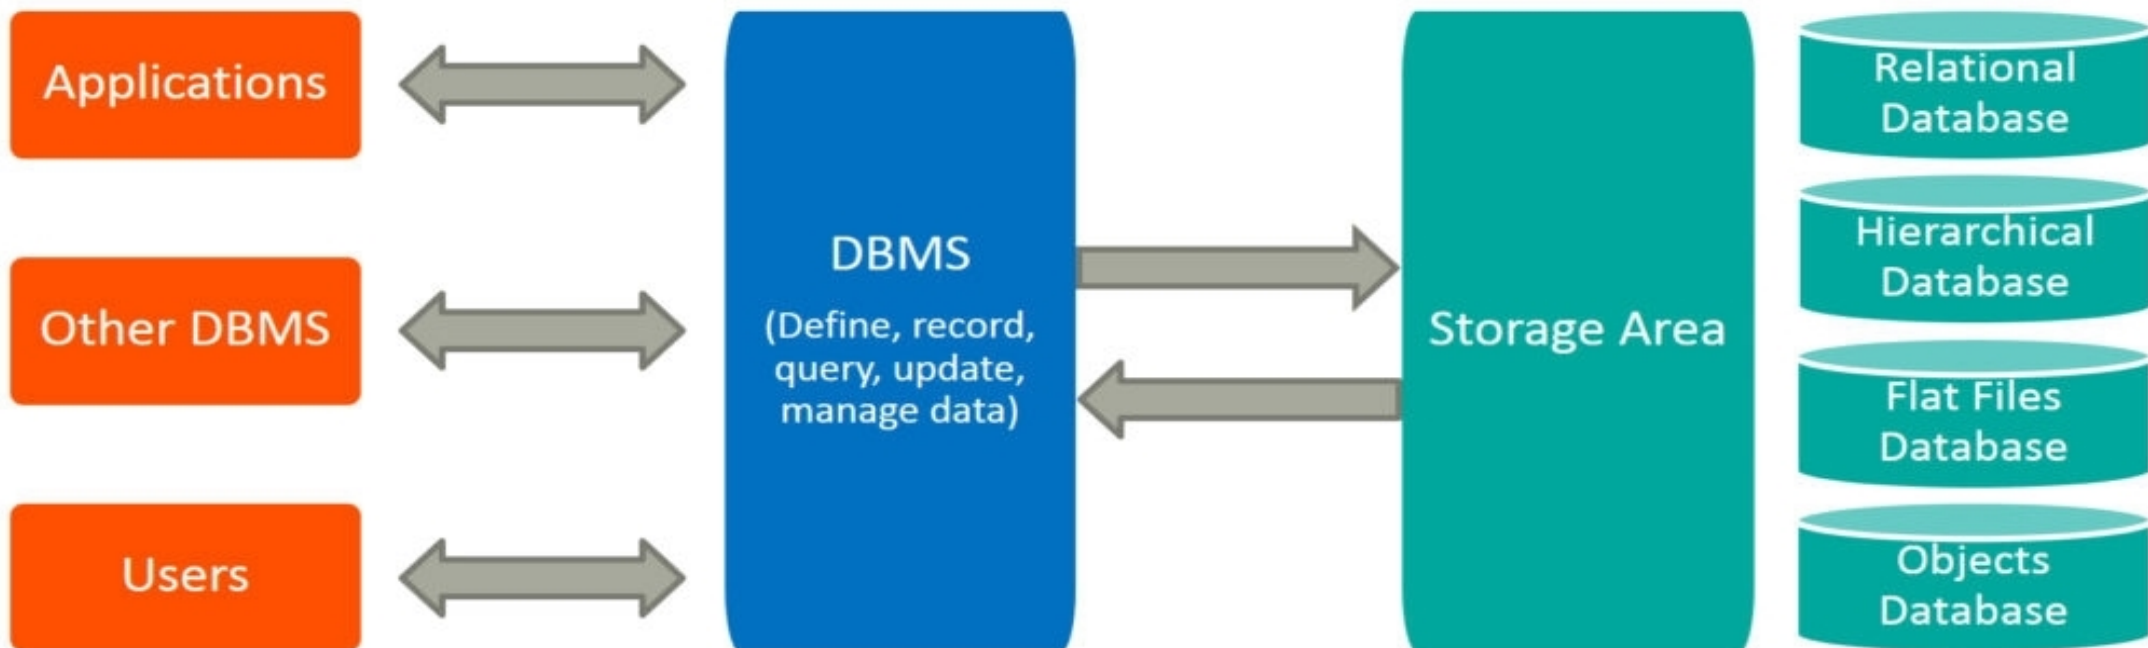 Applications
Other DBMS
Users
DBMS
(Define, record,
query, update,
manage data)
Storage Area
Relational
Database
Hierarchical
Database
Flat Files
Database
Objects
Database